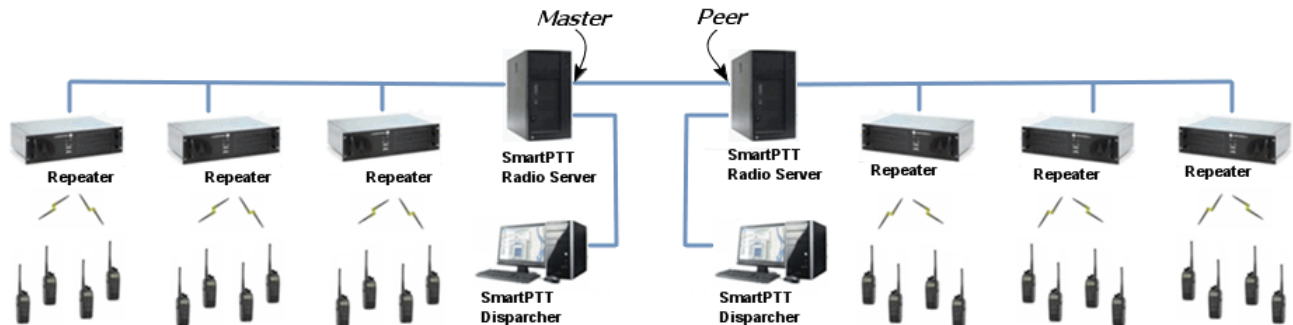 Master
Peer
SmartPTT
Radio Server
SmartPTT
Radio Server
Repeater
Repeater
Repeater
Repeater
Repeater
Repeater
SmartPTT
Disparcher
SmartPTT
Disparcher